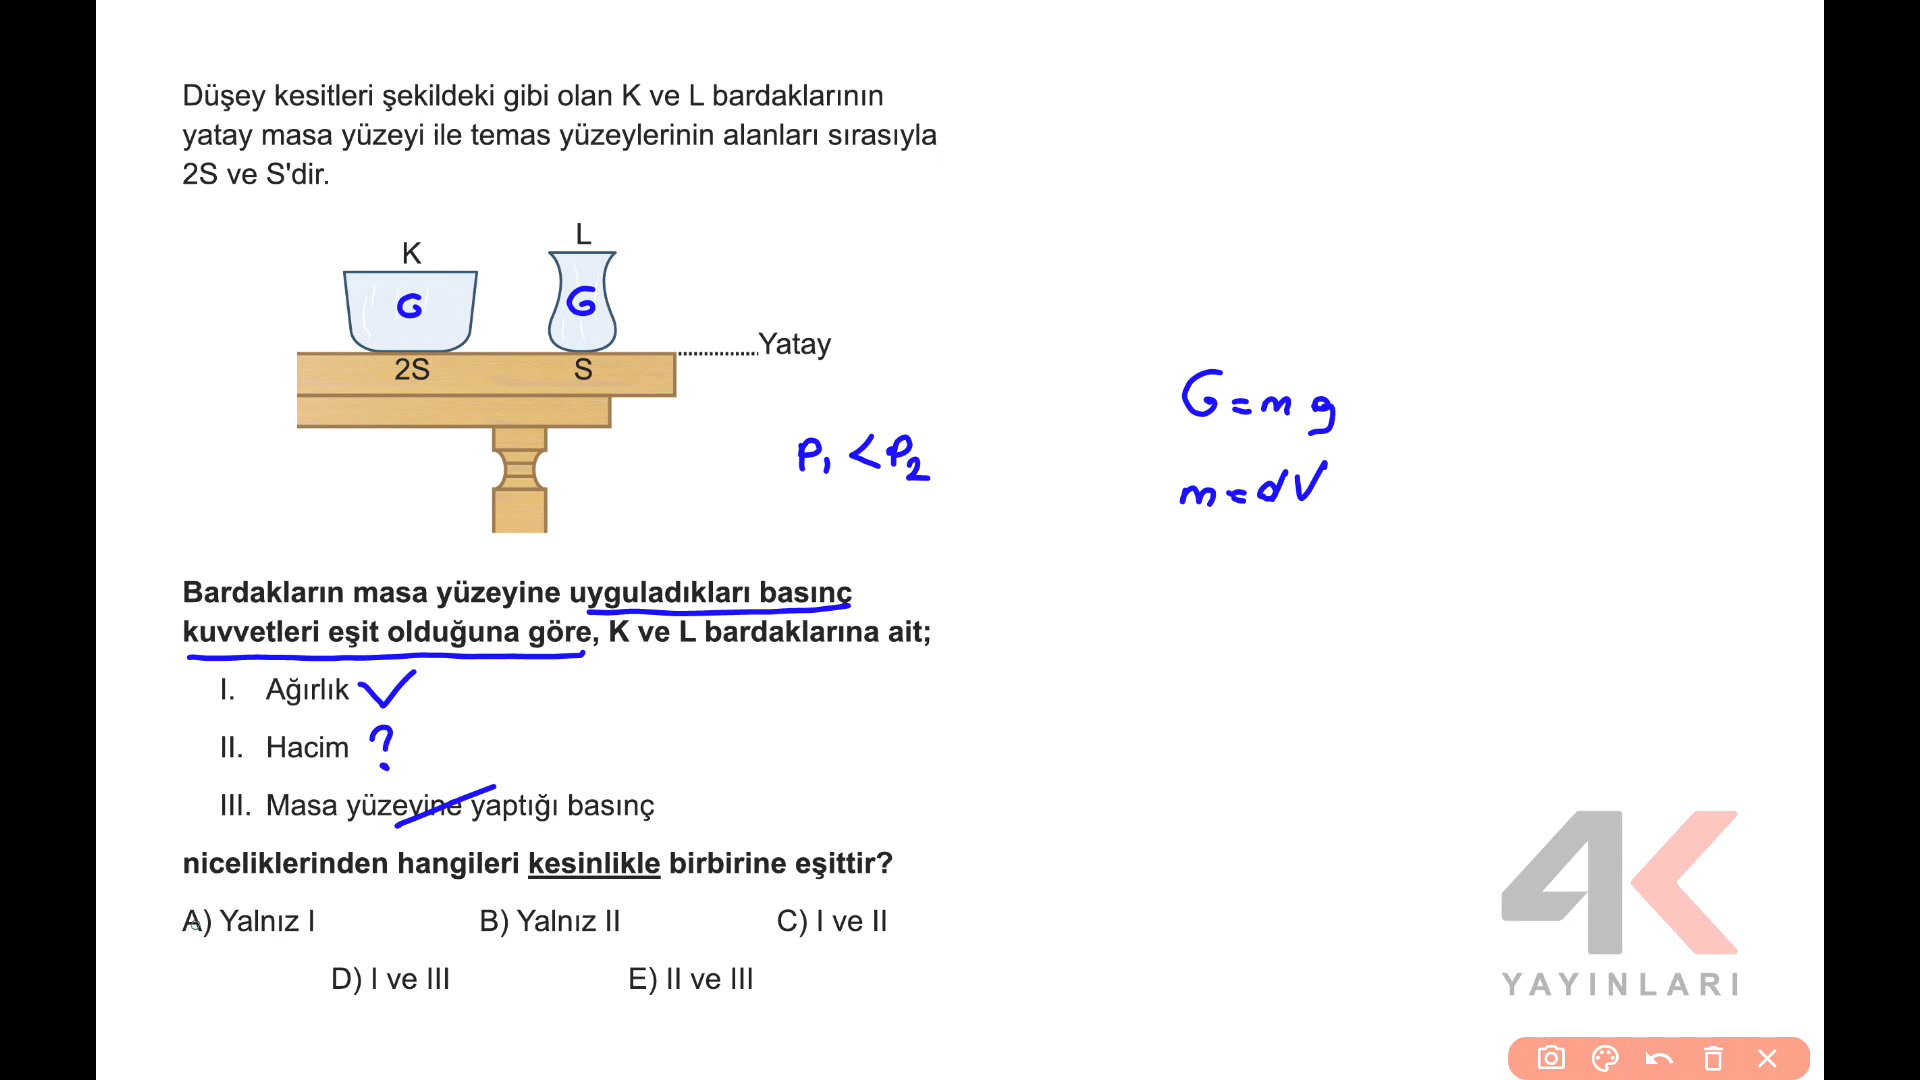 Düşey kesitleri şekildeki gibi olan K ve L bardaklarının
yatay masa yüzeyi ile temas yüzeylerinin alanları sırasıyla
2S ve S'dir.
K
L
G
G
2S
S
Yatay
P₁ < P₂
G = m g
m = d V
Bardakların masa yüzeyine uyguladıkları basınç
kuvvetleri eşit olduğuna göre, K ve L bardaklarına ait;
I. Ağırlık ✓
II. Hacim ?
III. Masa yüzeyine yaptığı basınç
niceliklerinden hangileri kesinlikle birbirine eşittir?
A) Yalnız I B) Yalnız II C) I ve II
D) I ve III E) II ve III
4K
YAYINLARI